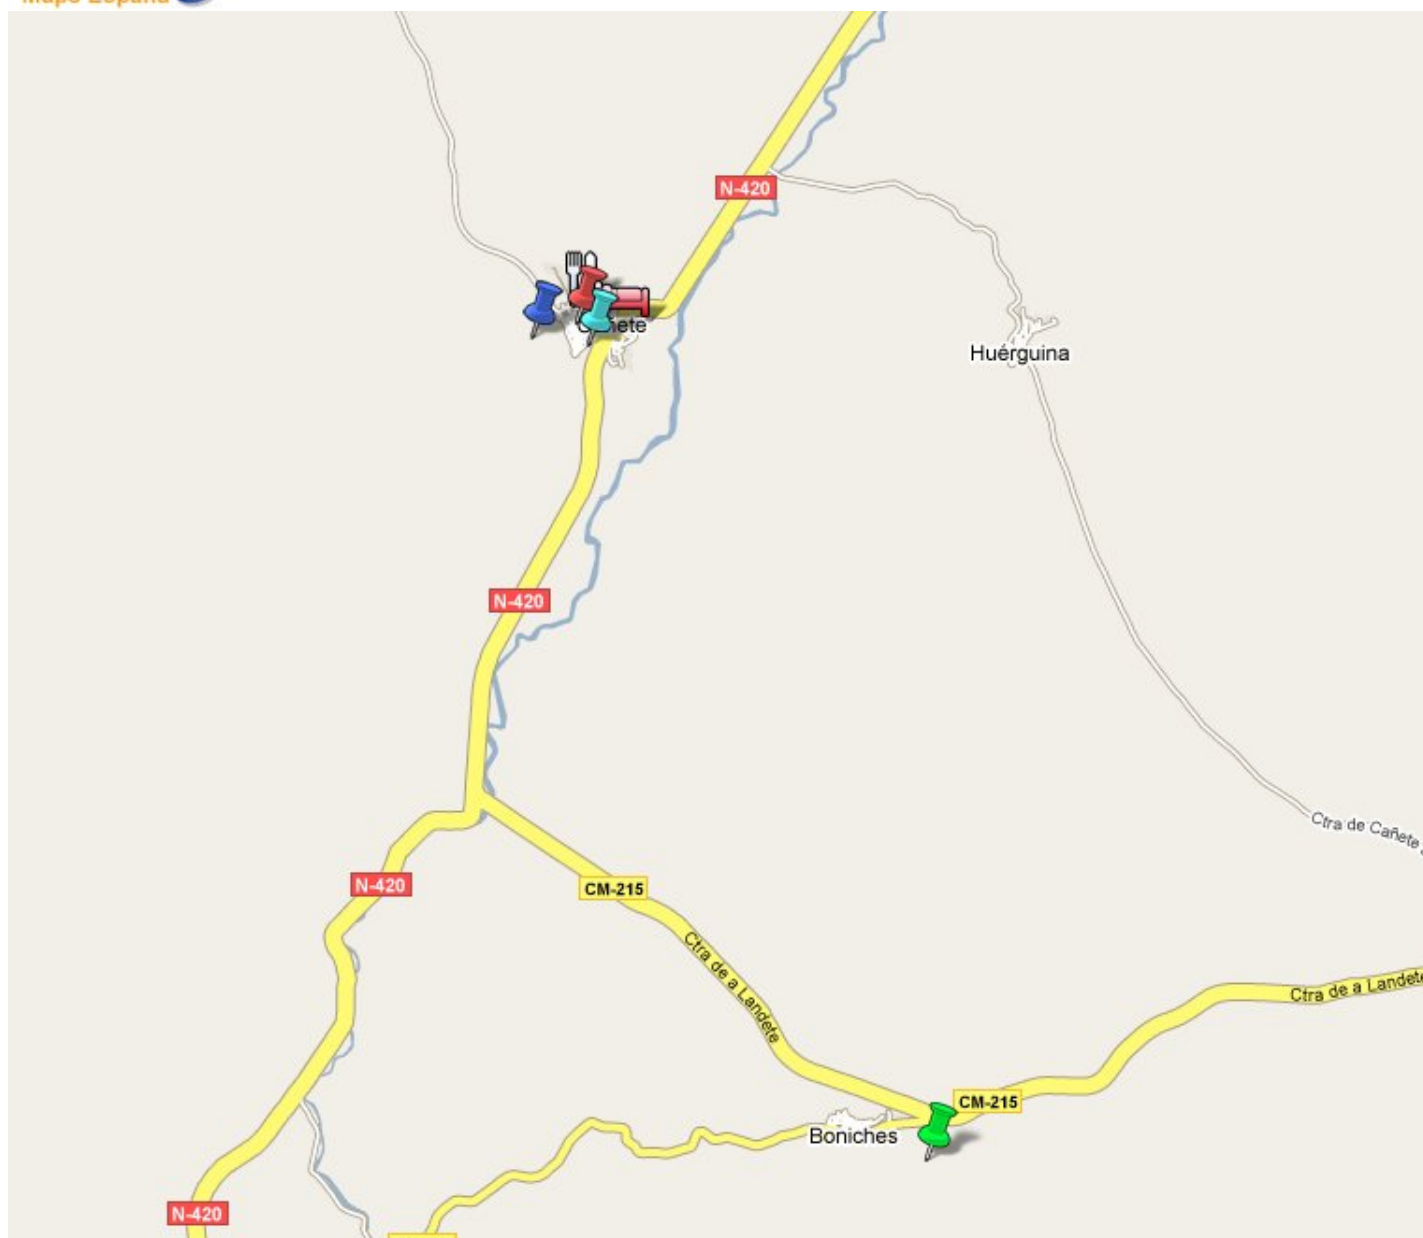 Maps España
N-420
Cañete
Huérguina
N-420
Ctra de Cañete a
N-420
CM-215
Ctra de a Landete
Ctra de a Landete
CM-215
Boniches
N-420